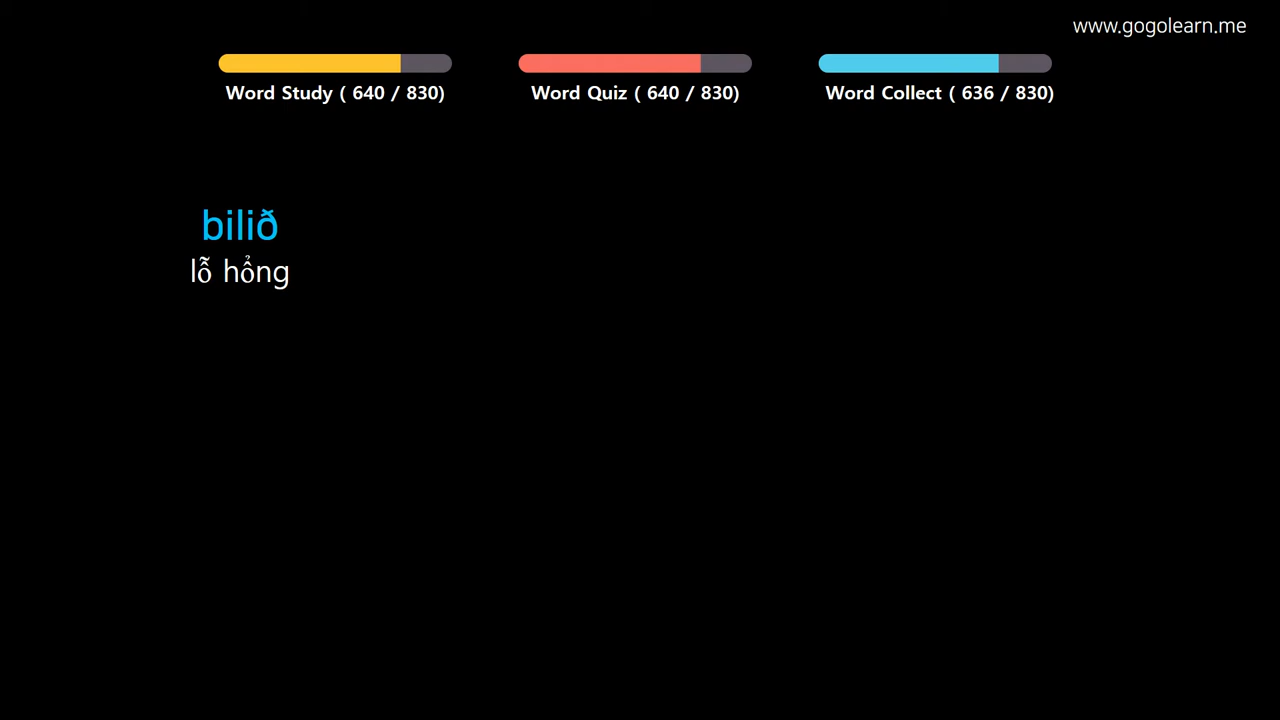 www.gogolearn.me
Word Study ( 640 / 830)
Word Quiz ( 640 / 830)
Word Collect ( 636 / 830)
bilið
lỗ hổng